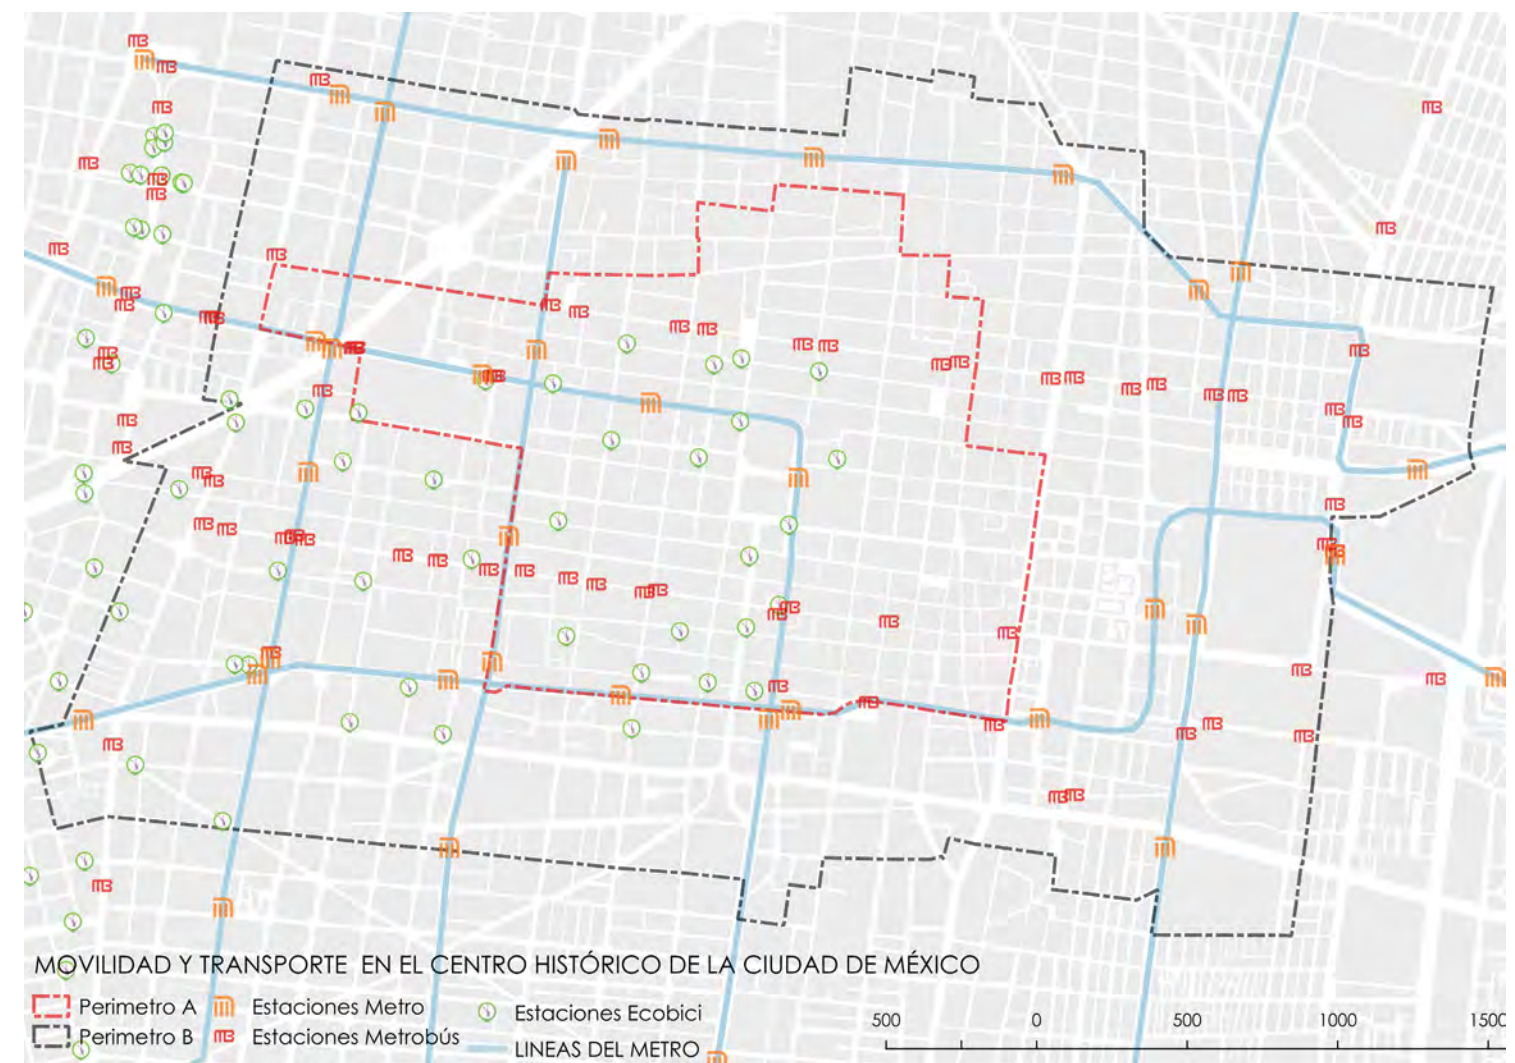 MOVILIDAD Y TRANSPORTE EN EL CENTRO HISTÓRICO DE LA CIUDAD DE MÉXICO
Perimetro A
Estaciones Metro
Estaciones Ecobici
Perimetro B
Estaciones Metrobús
LINEAS DEL METRO
500 0 500 1000 1500